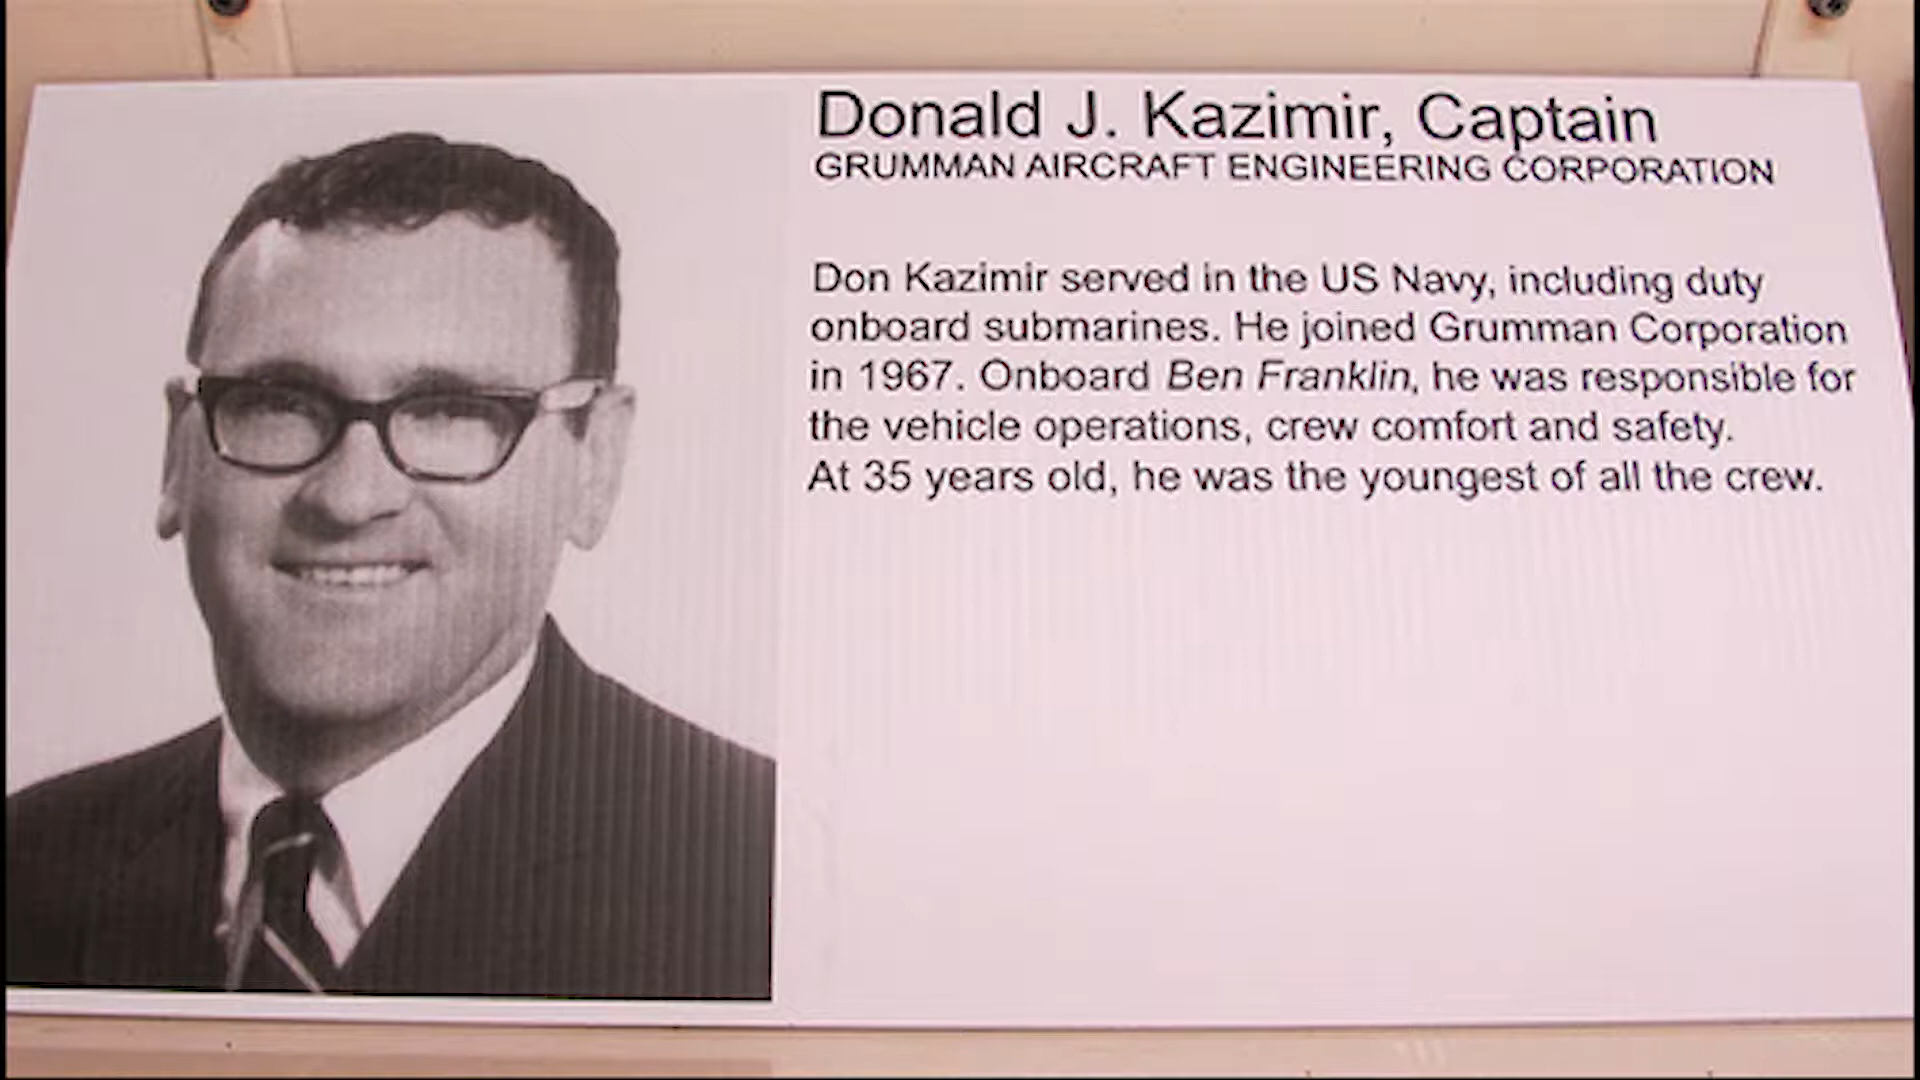 Donald J. Kazimir, Captain
GRUMMAN AIRCRAFT ENGINEERING CORPORATION
Don Kazimir served in the US Navy, including duty
onboard submarines. He joined Grumman Corporation
in 1967. Onboard Ben Franklin, he was responsible for
the vehicle operations, crew comfort and safety.
At 35 years old, he was the youngest of all the crew.